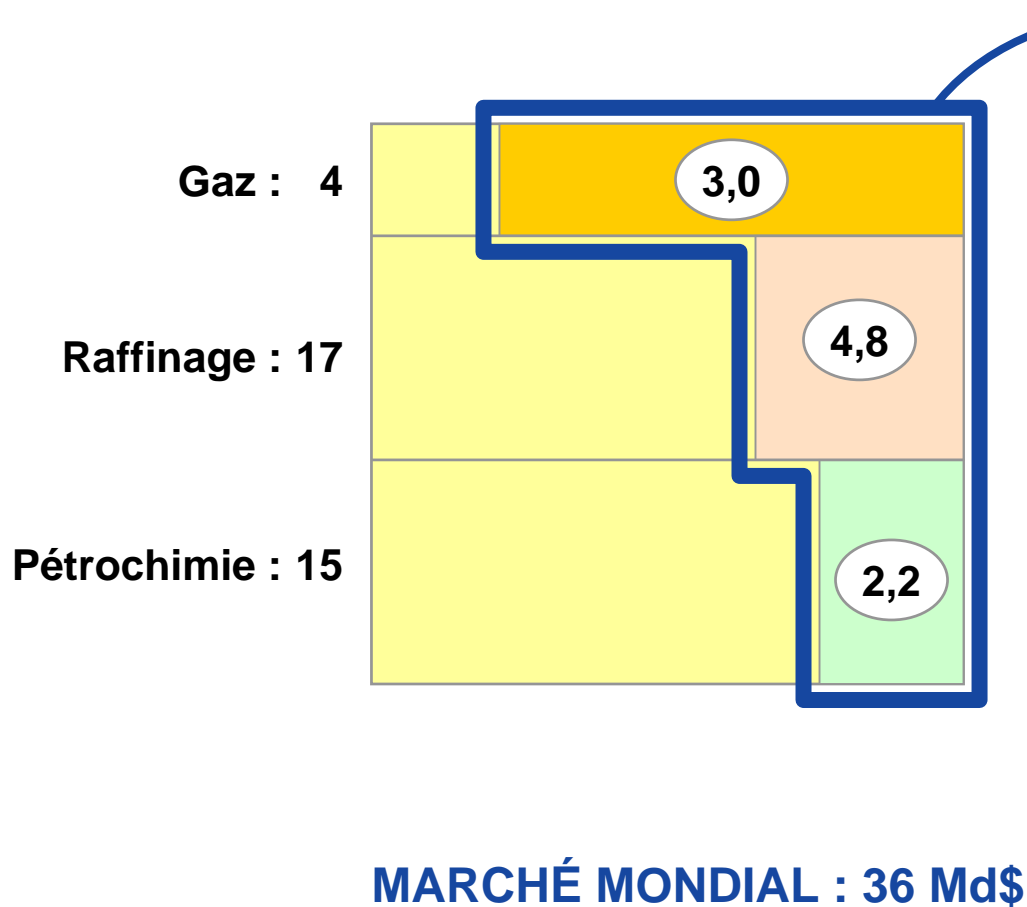 Gaz : 4
3,0
Raffinage : 17
4,8
Pétrochimie : 15
2,2
MARCHÉ MONDIAL : 36 Md$